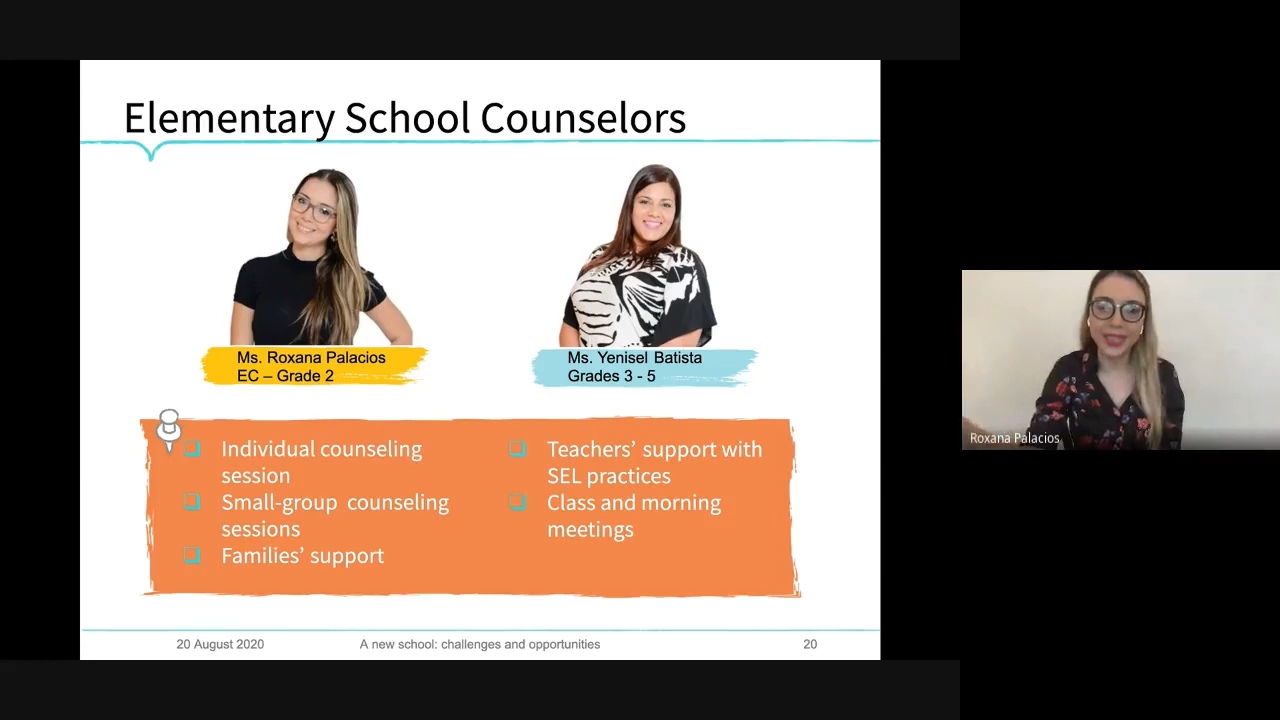 Elementary School Counselors
Ms. Roxana Palacios
EC – Grade 2
Ms. Yenisel Batista
Grades 3 - 5
Individual counseling
session
Small-group counseling
sessions
Families’ support
Teachers’ support with
SEL practices
Class and morning
meetings
20 August 2020
A new school: challenges and opportunities
20
Roxana Palacios